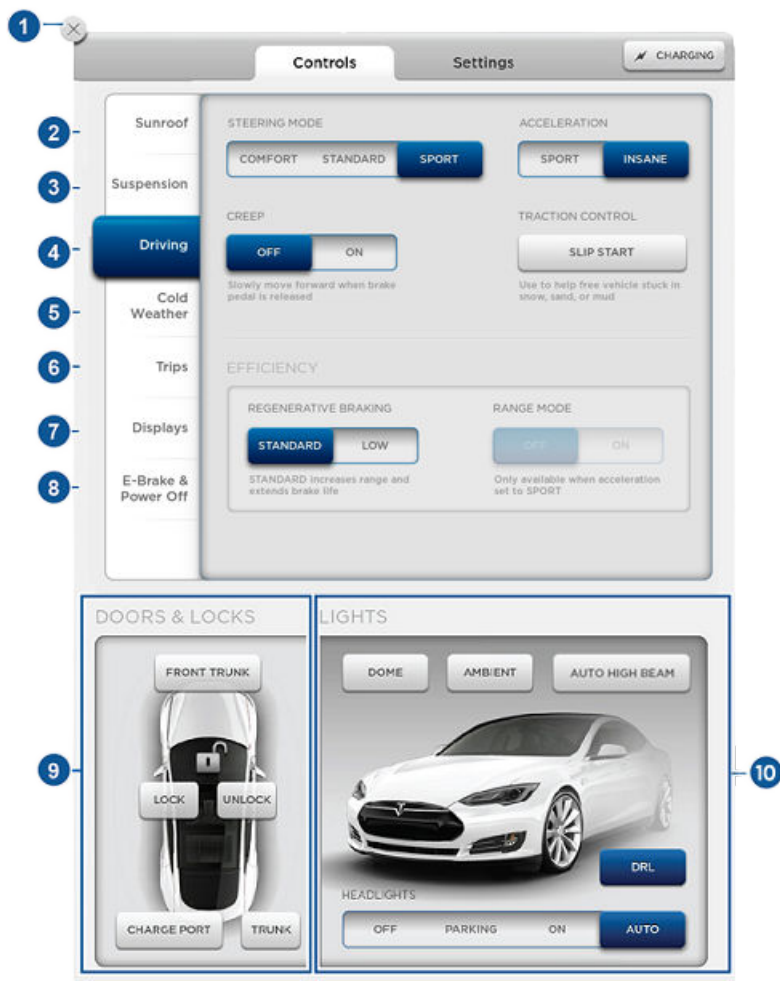 1
Controls
Settings
CHARGING
2
Sunroof
3
Suspension
4
Driving
5
Cold
Weather
6
Trips
7
Displays
8
E-Brake &
Power Off
STEERING MODE
COMFORT STANDARD SPORT
ACCELERATION
SPORT INSANE
CREEP
OFF ON
Slowly move forward when brake
pedal is released
TRACTION CONTROL
SLIP START
Use to help free vehicle stuck in
snow, sand, or mud
EFFICIENCY
REGENERATIVE BRAKING
STANDARD LOW
STANDARD increases range and
extends brake life
RANGE MODE
OFF ON
Only available when acceleration
set to SPORT
9
DOORS & LOCKS
FRONT TRUNK
LOCK UNLOCK
CHARGE PORT TRUNK
10
LIGHTS
DOME AMBIENT AUTO HIGH BEAM
DRL
HEADLIGHTS
OFF PARKING ON AUTO